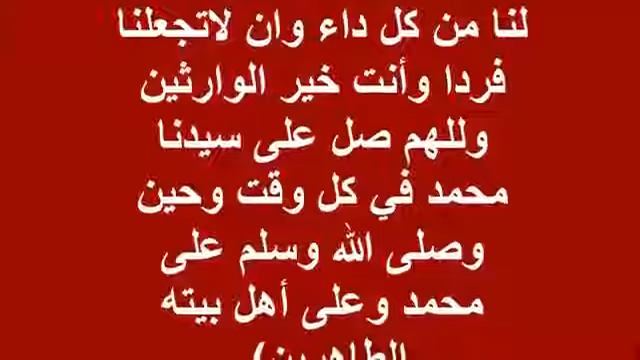 لنا من كل داء وان لاتجعلنا
فردا وأنت خير الوارثين
وللهم صل على سيدنا
محمد في كل وقت وحين
وصلى الله وسلم على
محمد وعلى أهل بيته
الطاهرين)